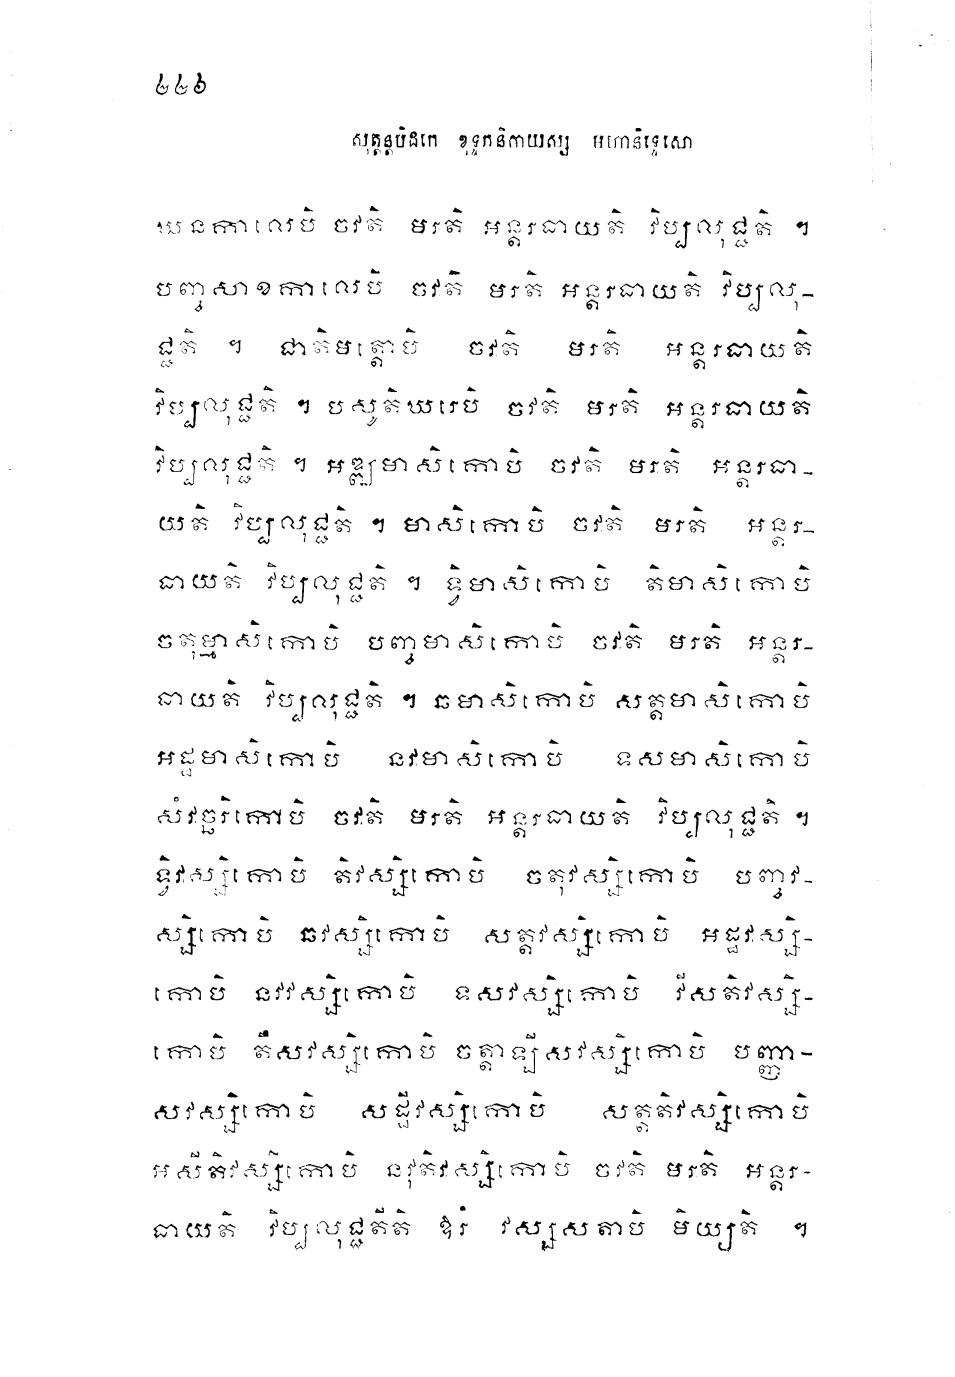 ២២៦
សុត្តន្តបិដកេ ខុទ្ទកនិកាយស្ស មហានិទ្ទេសោ
ឃនកាលេបិ ចវតិ មរតិ អន្តរធាយតិ វិប្បលុជ្ជតិ ។
បញ្ចសាខកាលេបិ ចវតិ មរតិ អន្តរធាយតិ វិប្បលុ-
ជ្ជតិ ។ ជាតិមត្តោបិ ចវតិ មរតិ អន្តរធាយតិ
វិប្បលុជ្ជតិ ។ បសូតិឃរេបិ ចវតិ មរតិ អន្តរធាយតិ
វិប្បលុជ្ជតិ ។ អឌ្ឍមាសិកោបិ ចវតិ មរតិ អន្តរធា-
យតិ វិប្បលុជ្ជតិ ។ មាសិកោបិ ចវតិ មរតិ អន្តរ-
ធាយតិ វិប្បលុជ្ជតិ ។ ទ្វិមាសិកោបិ តិមាសិកោបិ
ចតុម្មាសិកោបិ បញ្ចមាសិកោបិ ចវតិ មរតិ អន្តរ-
ធាយតិ វិប្បលុជ្ជតិ ។ ឆមាសិកោបិ សត្តមាសិកោបិ
អដ្ឋមាសិកោបិ នវមាសិកោបិ ទសមាសិកោបិ
សំវច្ឆរិកោបិ ចវតិ មរតិ អន្តរធាយតិ វិប្បលុជ្ជតិ ។
ទ្វិវស្សិកោបិ តិវស្សិកោបិ ចតុវស្សិកោបិ បញ្ចវ-
ស្សិកោបិ ឆវស្សិកោបិ សត្តវស្សិកោបិ អដ្ឋវស្សិ-
កោបិ នវវស្សិកោបិ ទសវស្សិកោបិ វីសតិវស្សិ-
កោបិ តឹសវស្សិកោបិ ចត្តាឡីសវស្សិកោបិ បញ្ញា-
សវស្សិកោបិ សដ្ឋីវស្សិកោបិ សត្តតិវស្សិកោបិ
អសីតិវស្សិកោបិ នវុតិវស្សិកោបិ ចវតិ មរតិ អន្តរ-
ធាយតិ វិប្បលុជ្ជតីតិ ឱរំ វស្សសតាបិ មិយ្យតិ ។